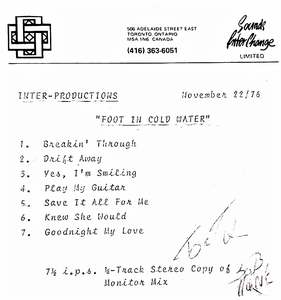 506 ADELAIDE STREET EAST
TORONTO ONTARIO
M5A 1N6 CANADA
(416) 363-6051
Sounds
InterChange
LIMITED
INTER-PRODUCTIONS November 22/76
"FOOT IN COLD WATER"
1. Breakin' Through
2. Drift Away
3. Yes, I'm Smiling
4. Play My Guitar
5. Save It All For Me
6. Knew She Would
7. Goodnight My Love
7½ i.p.s. ¼-Track Stereo Copy of
Monitor Mix